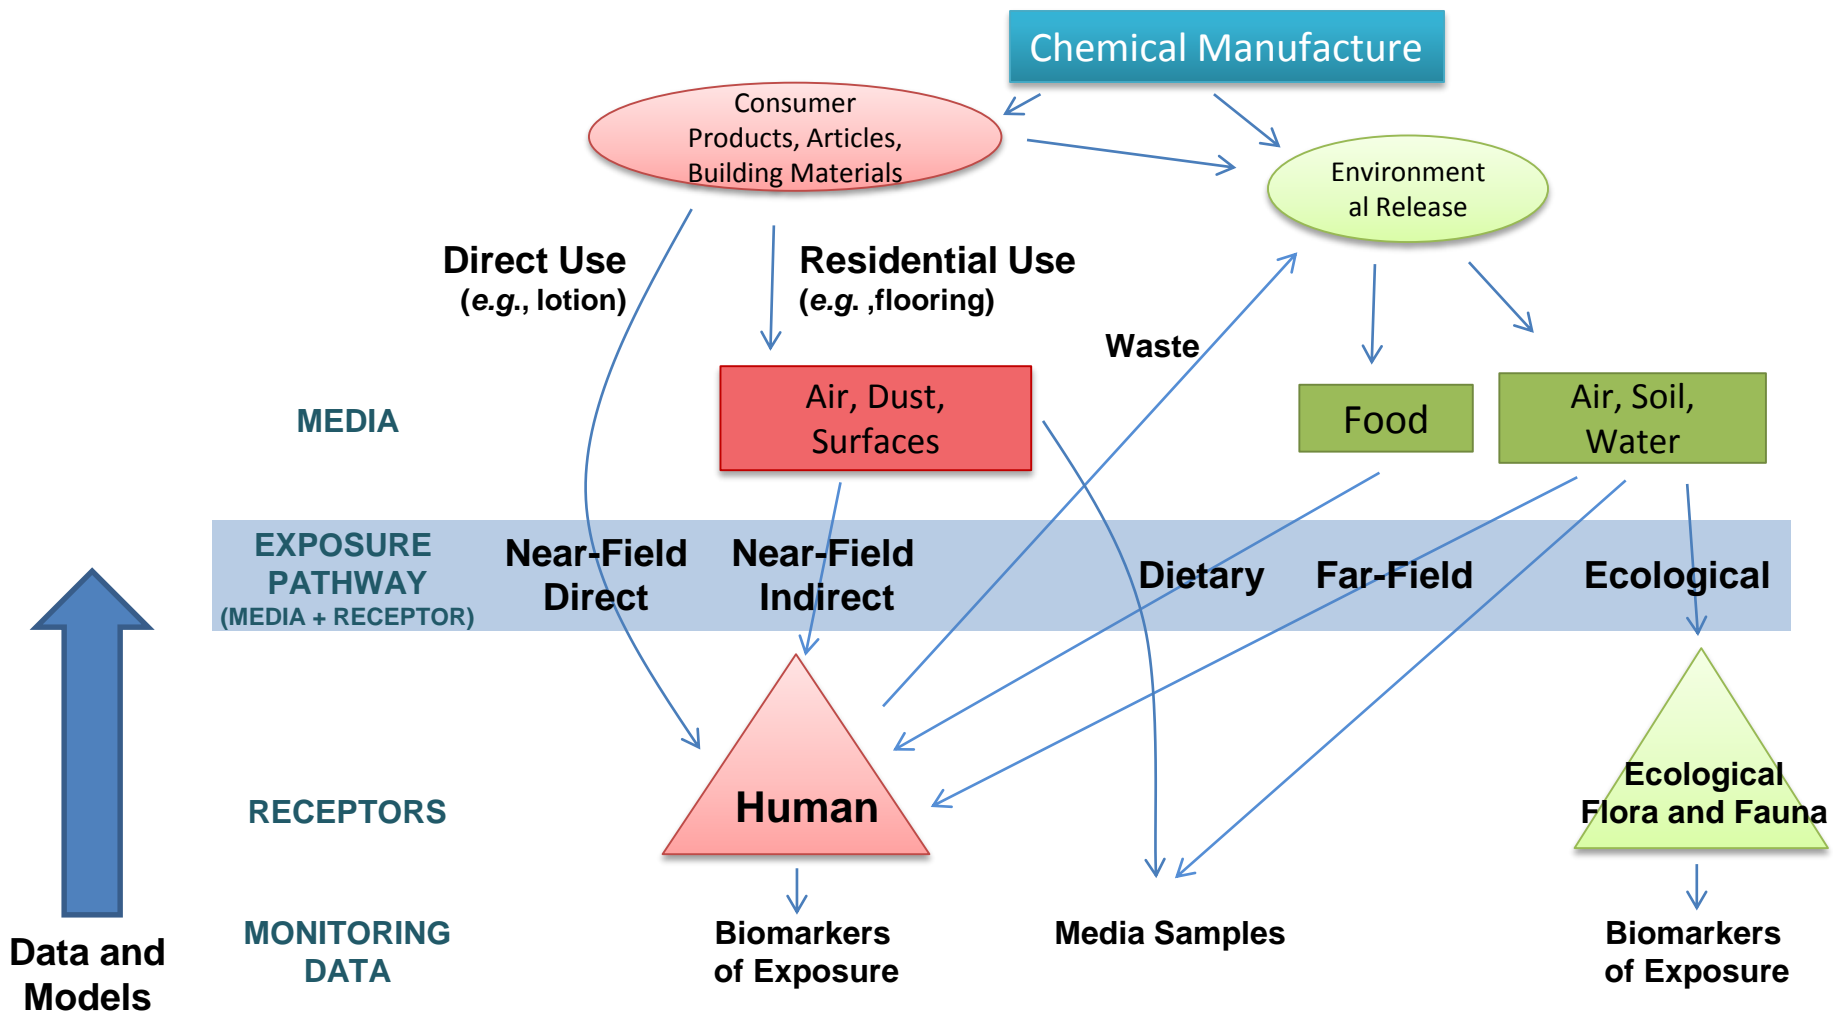 Chemical Manufacture
Consumer
Products, Articles,
Building Materials
Environment
al Release
Direct Use
(e.g., lotion)
Residential Use
(e.g. ,flooring)
Waste
MEDIA
Air, Dust,
Surfaces
Food
Air, Soil,
Water
EXPOSURE
PATHWAY
(MEDIA + RECEPTOR)
Near-Field
Direct
Near-Field
Indirect
Dietary
Far-Field
Ecological
RECEPTORS
Human
Ecological
Flora and Fauna
MONITORING
DATA
Biomarkers
of Exposure
Media Samples
Biomarkers
of Exposure
Data and
Models